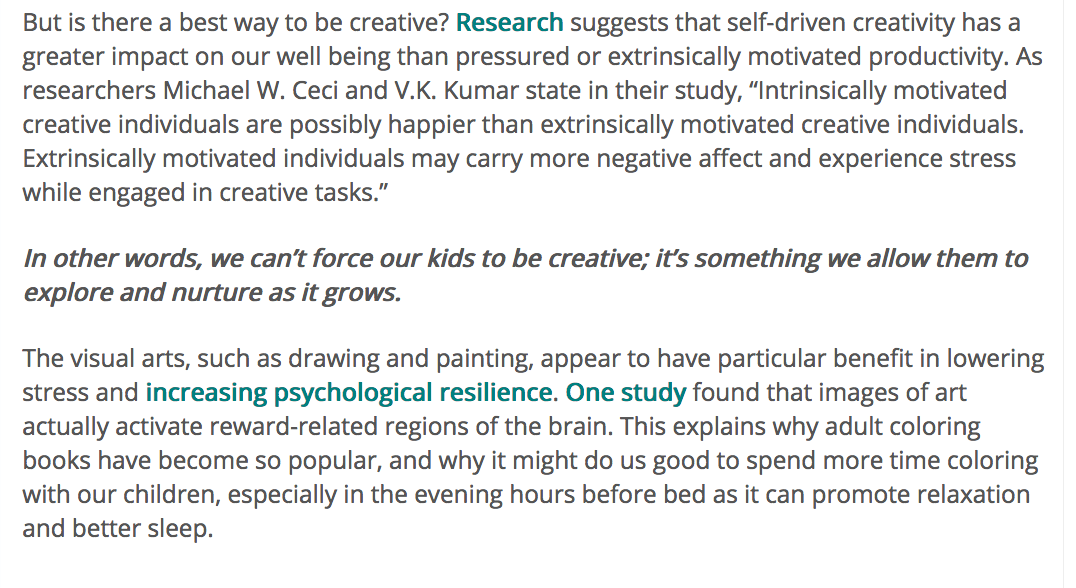 But is there a best way to be creative? Research suggests that self-driven creativity has a
greater impact on our well being than pressured or extrinsically motivated productivity. As
researchers Michael W. Ceci and V.K. Kumar state in their study, “Intrinsically motivated
creative individuals are possibly happier than extrinsically motivated creative individuals.
Extrinsically motivated individuals may carry more negative affect and experience stress
while engaged in creative tasks.”
In other words, we can’t force our kids to be creative; it’s something we allow them to
explore and nurture as it grows.
The visual arts, such as drawing and painting, appear to have particular benefit in lowering
stress and increasing psychological resilience. One study found that images of art
actually activate reward-related regions of the brain. This explains why adult coloring
books have become so popular, and why it might do us good to spend more time coloring
with our children, especially in the evening hours before bed as it can promote relaxation
and better sleep.